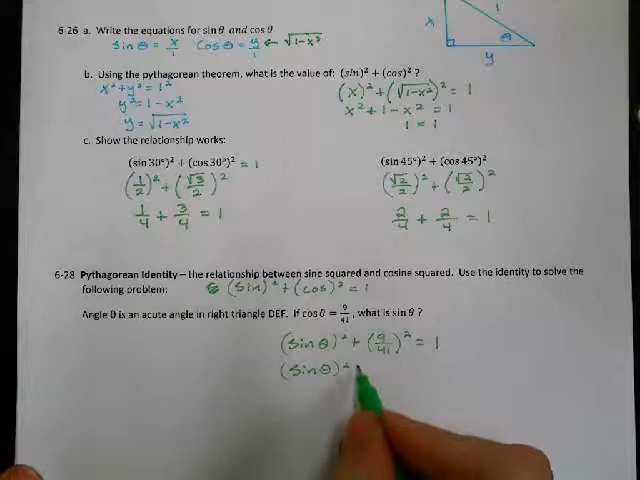 6-26 a. Write the equations for sin θ and cos θ
sin θ = x/1 cos θ = y/1 ← √1-x²
x 1 θ y
b. Using the pythagorean theorem, what is the value of: (sin)² + (cos)² ?
x² + y² = 1² (x)² + (√1-x²)² = 1
y² = 1 - x² x² + 1 - x² = 1
y = √1-x² 1 = 1
c. Show the relationship works:
(sin 30°)² + (cos 30°)² = 1 (sin 45°)² + (cos 45°)²
(1/2)² + (√3/2)² (√2/2)² + (√2/2)²
1/4 + 3/4 = 1 2/4 + 2/4 = 1
6-28 Pythagorean Identity – the relationship between sine squared and cosine squared. Use the identity to solve the
following problem: (sin)² + (cos)² = 1
Angle θ is an acute angle in right triangle DEF. If cos θ = 9/41, what is sin θ ?
(sin θ)² + (9/41)² = 1
(sin θ)²